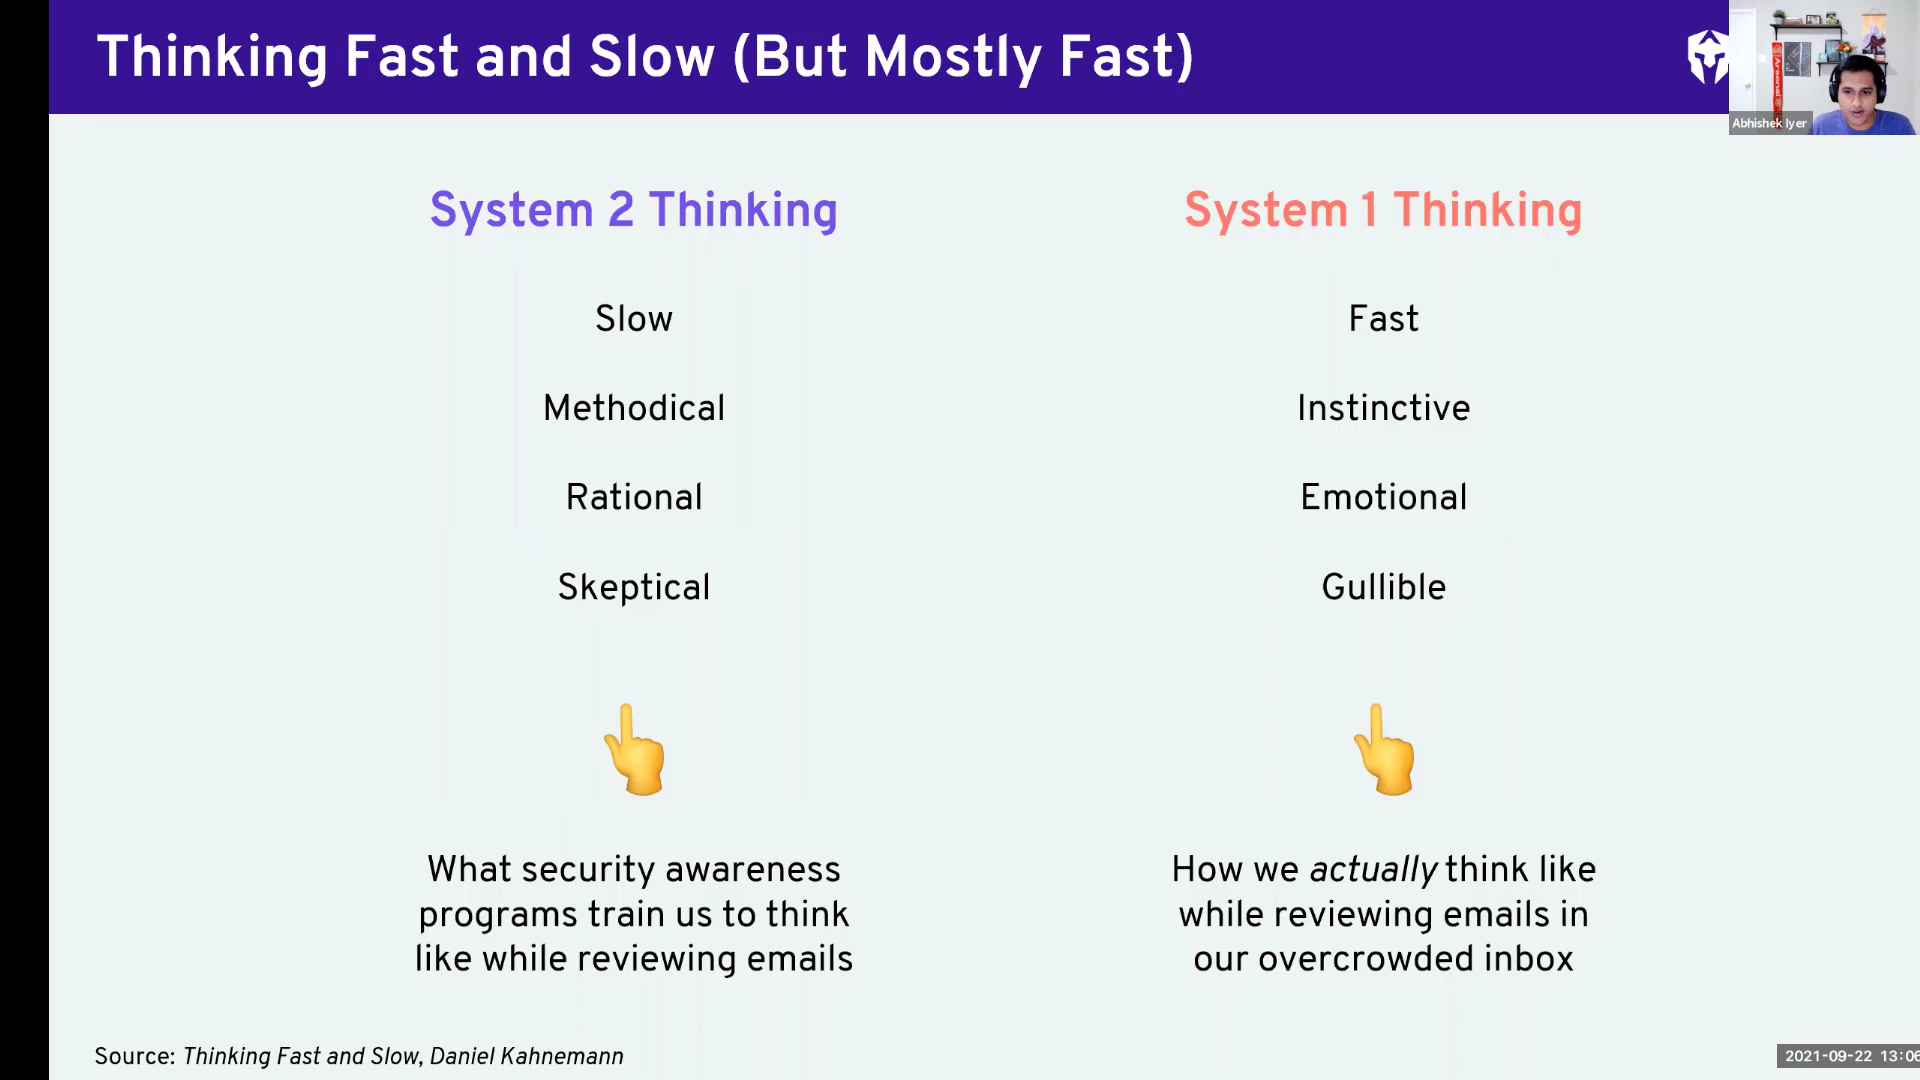 Thinking Fast and Slow (But Mostly Fast)
Abhishek Iyer
System 2 Thinking
Slow
Methodical
Rational
Skeptical
What security awareness
programs train us to think
like while reviewing emails
System 1 Thinking
Fast
Instinctive
Emotional
Gullible
How we actually think like
while reviewing emails in
our overcrowded inbox
Source: Thinking Fast and Slow, Daniel Kahnemann
2021-09-22 13:06